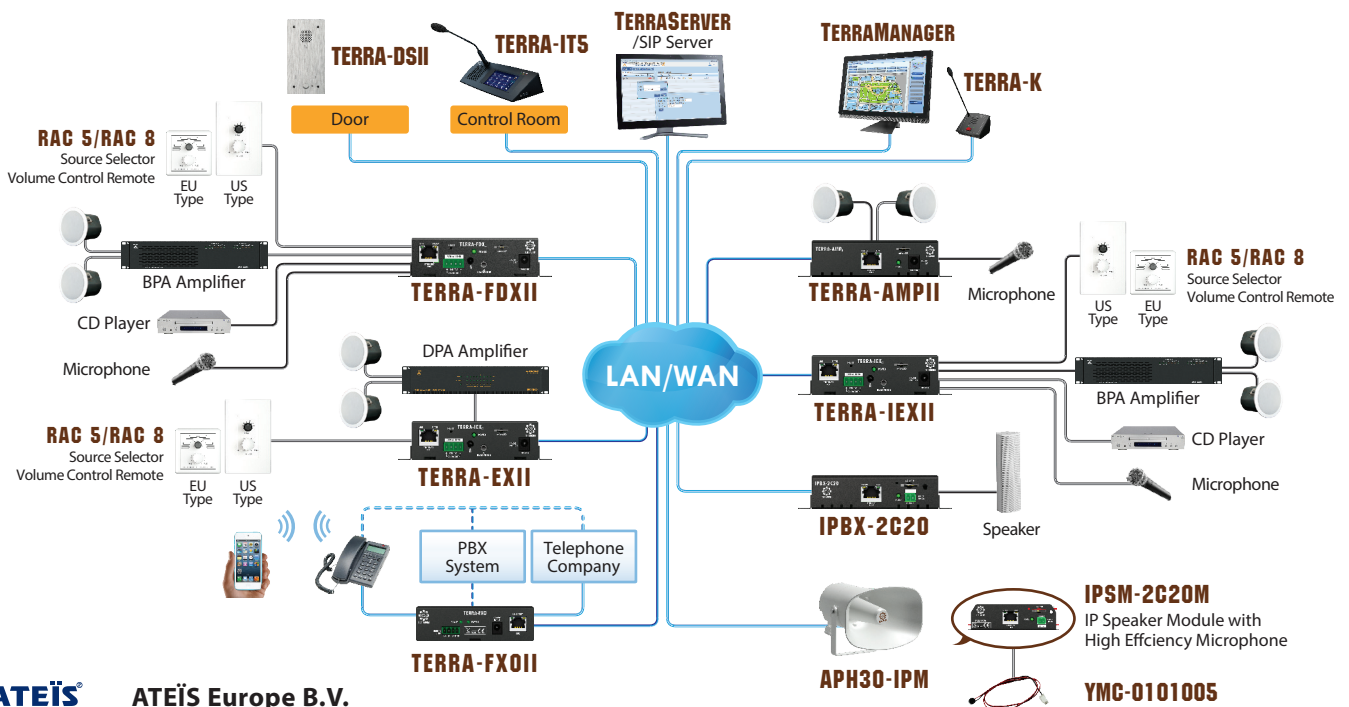 TERRASERVER
/SIP Server
TERRAMANAGER
TERRA-DSII
TERRA-IT5
TERRA-K
Door
Control Room
RAC 5/RAC 8
Source Selector
Volume Control Remote
EU
Type
US
Type
BPA Amplifier
CD Player
Microphone
TERRA-FDXII
DPA Amplifier
RAC 5/RAC 8
Source Selector
Volume Control Remote
EU
Type
US
Type
TERRA-EXII
PBX
System
Telephone
Company
TERRA-FXOII
LAN/WAN
TERRA-AMPII
Microphone
US
Type
EU
Type
RAC 5/RAC 8
Source Selector
Volume Control Remote
TERRA-IEXII
BPA Amplifier
CD Player
Microphone
IPBX-2C20
IPBX-2C20
Speaker
APH30-IPM
IPSM-2C20M
IP Speaker Module with
High Effciency Microphone
YMC-0101005
ATEÏS®
ATEÏS Europe B.V.